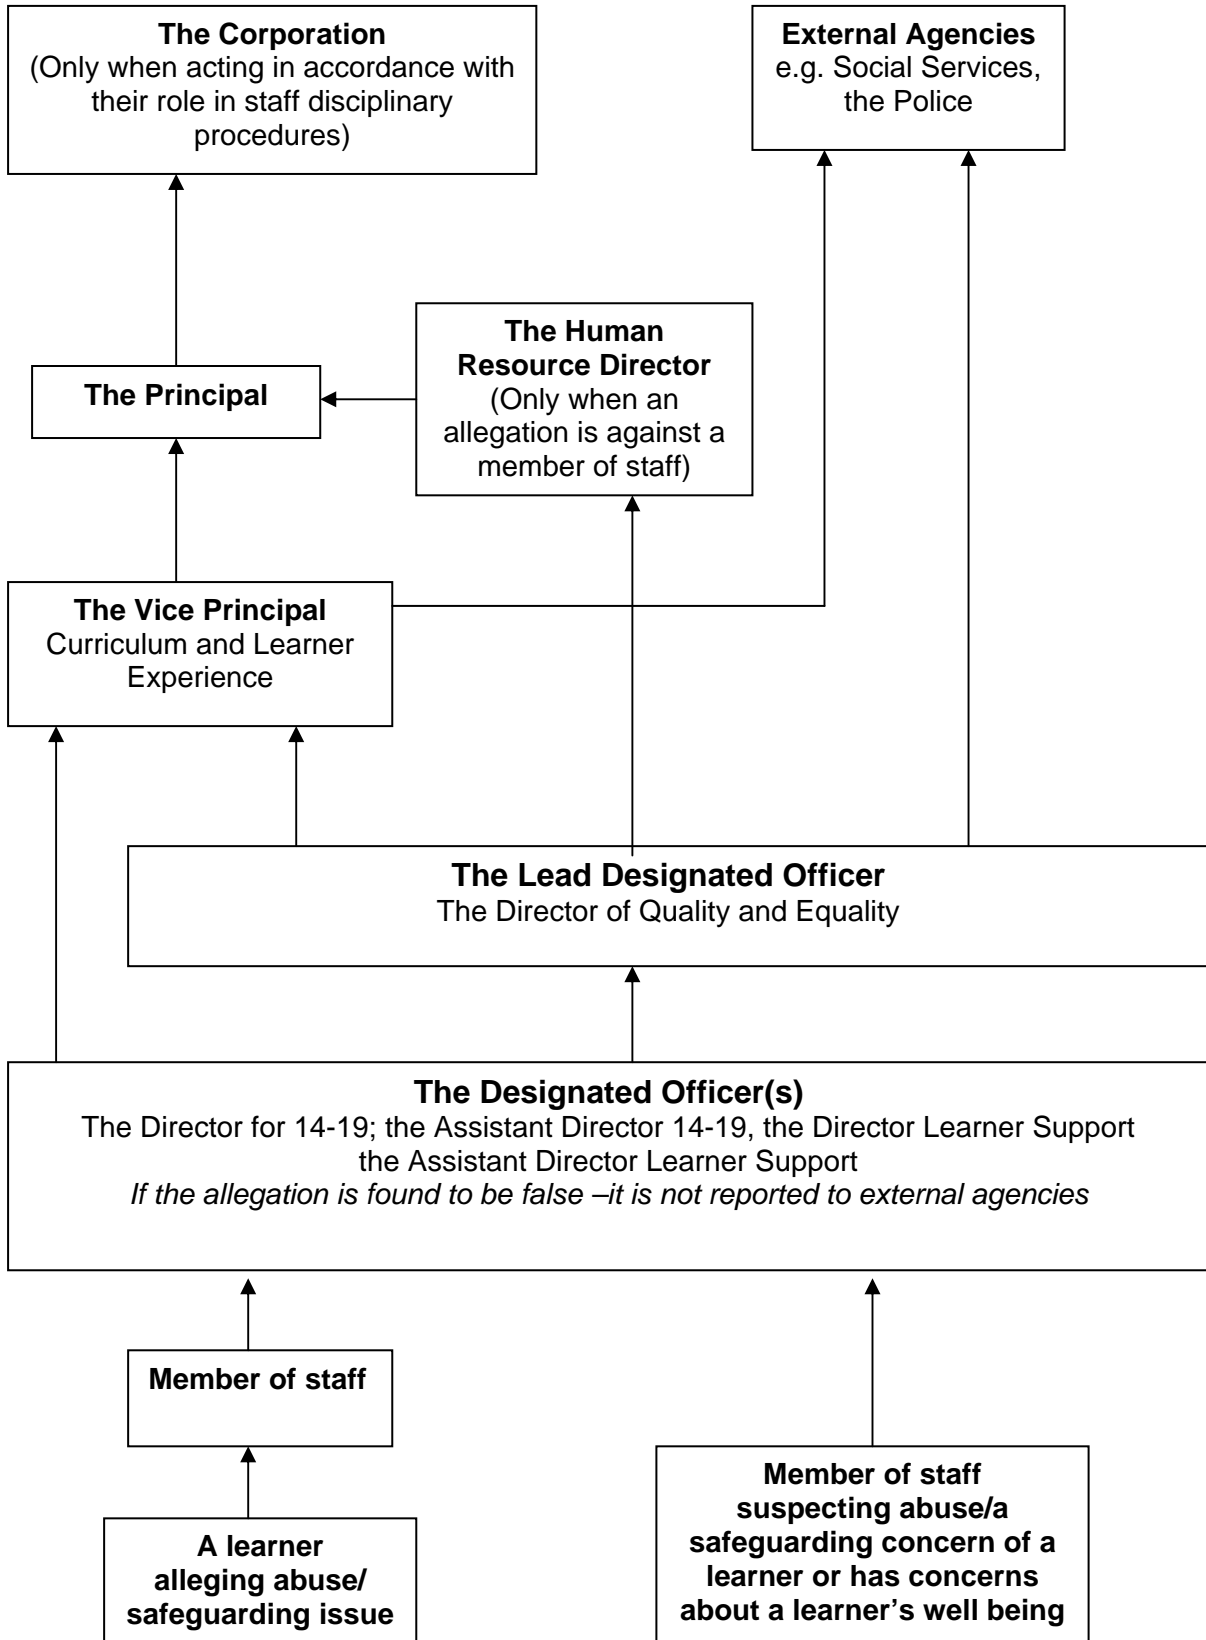 The Corporation
(Only when acting in accordance with
their role in staff disciplinary
procedures)
External Agencies
e.g. Social Services,
the Police
The Human
Resource Director
(Only when an
allegation is against a
member of staff)
The Principal
The Vice Principal
Curriculum and Learner
Experience
The Lead Designated Officer
The Director of Quality and Equality
The Designated Officer(s)
The Director for 14-19; the Assistant Director 14-19, the Director Learner Support
the Assistant Director Learner Support
If the allegation is found to be false –it is not reported to external agencies
Member of staff
A learner
alleging abuse/
safeguarding issue
Member of staff
suspecting abuse/a
safeguarding concern of a
learner or has concerns
about a learner’s well being